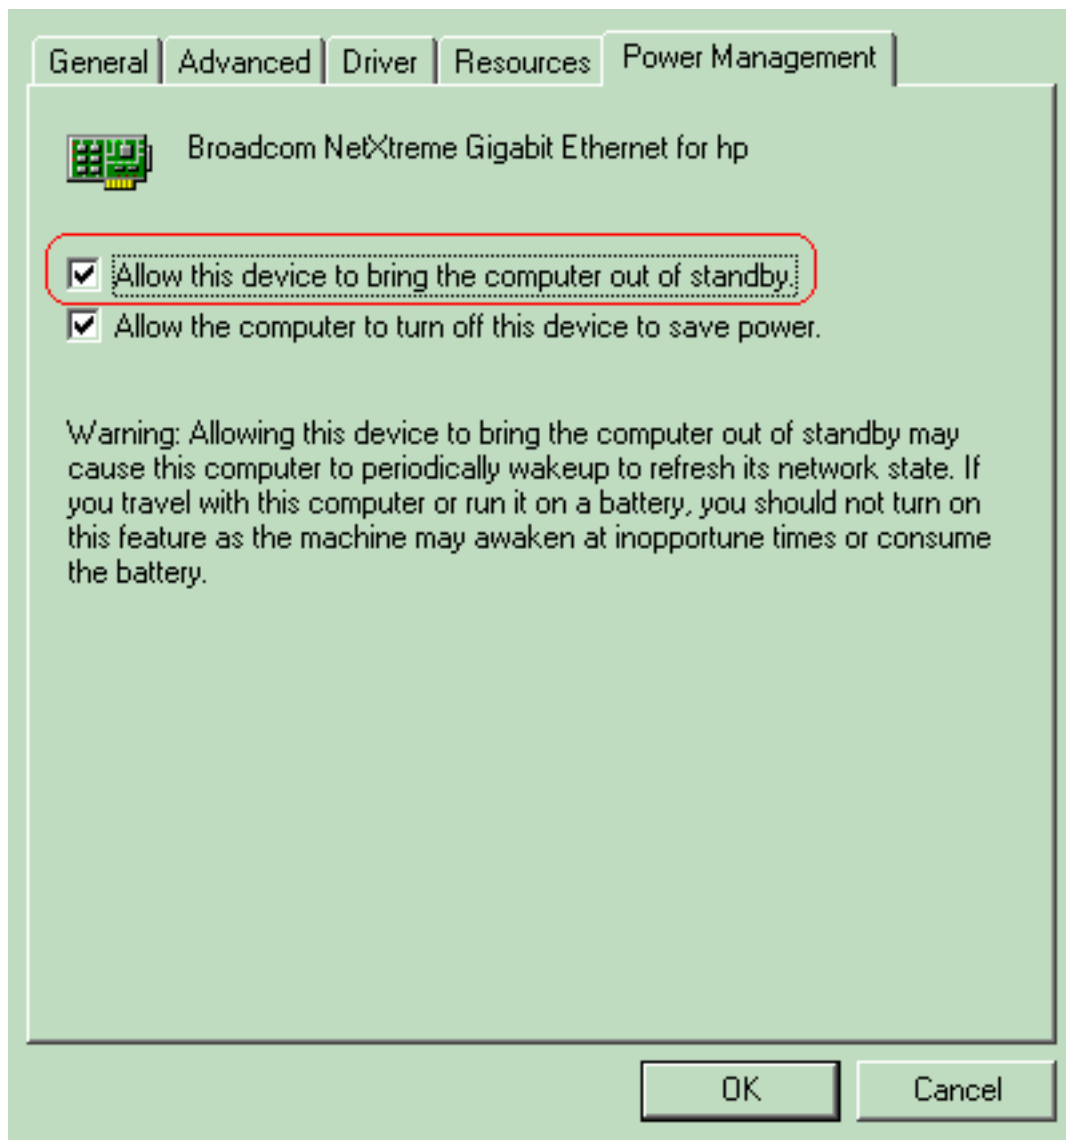 General Advanced Driver Resources Power Management
Broadcom NetXtreme Gigabit Ethernet for hp
Allow this device to bring the computer out of standby.
Allow the computer to turn off this device to save power.
Warning: Allowing this device to bring the computer out of standby may
cause this computer to periodically wakeup to refresh its network state. If
you travel with this computer or run it on a battery, you should not turn on
this feature as the machine may awaken at inopportune times or consume
the battery.
OK Cancel